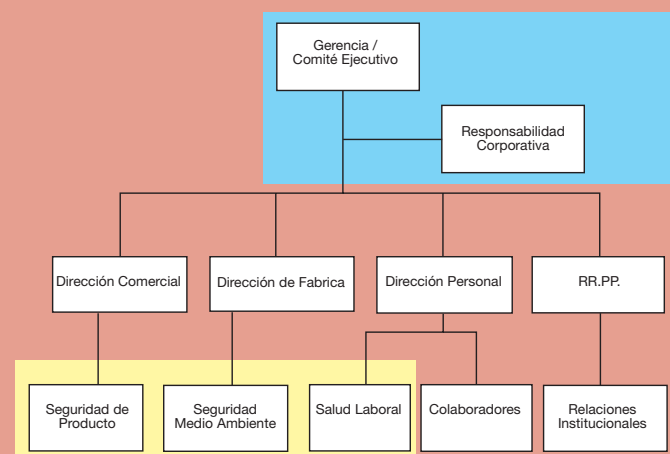 Gerencia /
Comité Ejecutivo
Responsabilidad
Corporativa
Dirección Comercial
Dirección de Fabrica
Dirección Personal
RR.PP.
Seguridad de
Producto
Seguridad
Medio Ambiente
Salud Laboral
Colaboradores
Relaciones
Institucionales